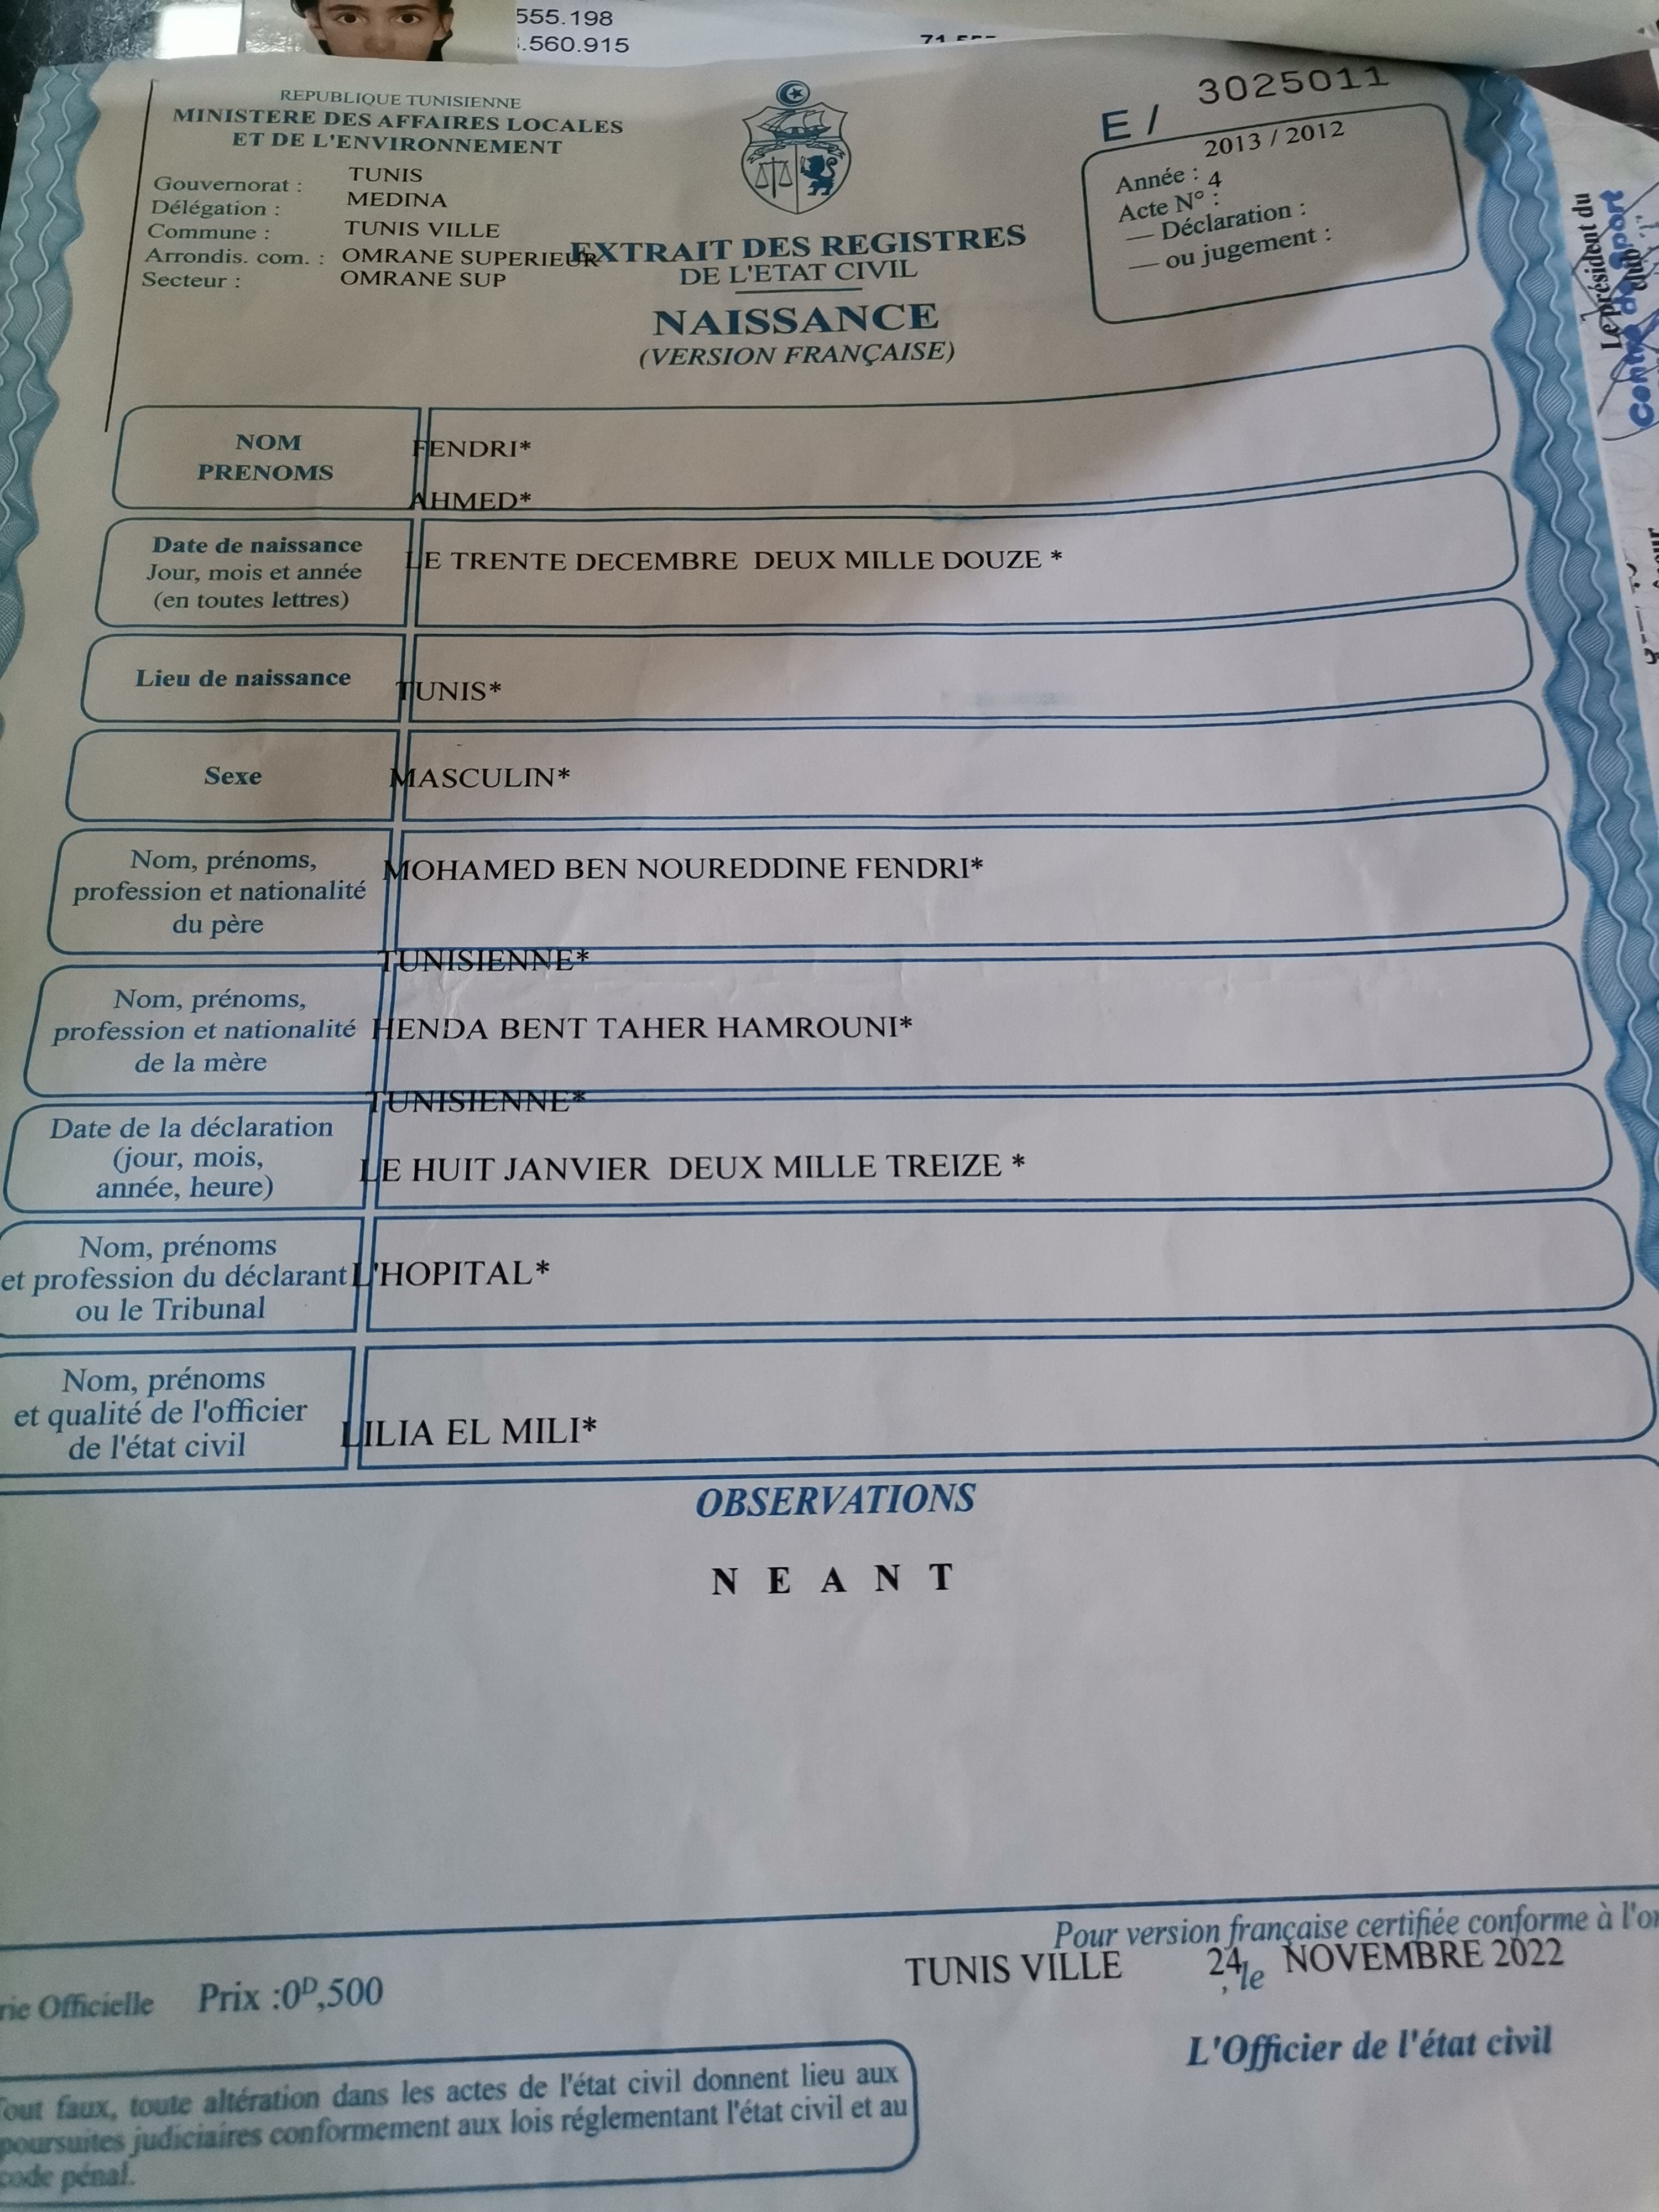 555.198
.560.915
REPUBLIQUE TUNISIENNE
MINISTERE DES AFFAIRES LOCALES
ET DE L'ENVIRONNEMENT
Gouvernorat : TUNIS
Délégation : MEDINA
Commune : TUNIS VILLE
Arrondis. com. : OMRANE SUPERIEUR
Secteur : OMRANE SUP
EXTRAIT DES REGISTRES
DE L'ETAT CIVIL
NAISSANCE
(VERSION FRANÇAISE)
E / 3025011
2013 / 2012
Année : 4
Acte N° :
— Déclaration :
— ou jugement :
Le président du
club
NOM
PRENOMS
FENDRI*
AHMED*
Date de naissance
Jour, mois et année
(en toutes lettres)
LE TRENTE DECEMBRE DEUX MILLE DOUZE *
Lieu de naissance
TUNIS*
Sexe
MASCULIN*
Nom, prénoms,
profession et nationalité
du père
MOHAMED BEN NOUREDDINE FENDRI*
TUNISIENNE*
Nom, prénoms,
profession et nationalité
de la mère
HENDA BENT TAHER HAMROUNI*
TUNISIENNE*
Date de la déclaration
(jour, mois,
année, heure)
LE HUIT JANVIER DEUX MILLE TREIZE *
Nom, prénoms
et profession du déclarant
ou le Tribunal
L'HOPITAL*
Nom, prénoms
et qualité de l'officier
de l'état civil
LILIA EL MILI*
OBSERVATIONS
N E A N T
Pour version française certifiée conforme à l'or
TUNIS VILLE 24, le NOVEMBRE 2022
L'Officier de l'état civil
rie Officielle Prix :0ᴰ,500
Tout faux, toute altération dans les actes de l'état civil donnent lieu aux
poursuites judiciaires conformement aux lois réglementant l'état civil et au
code pénal.